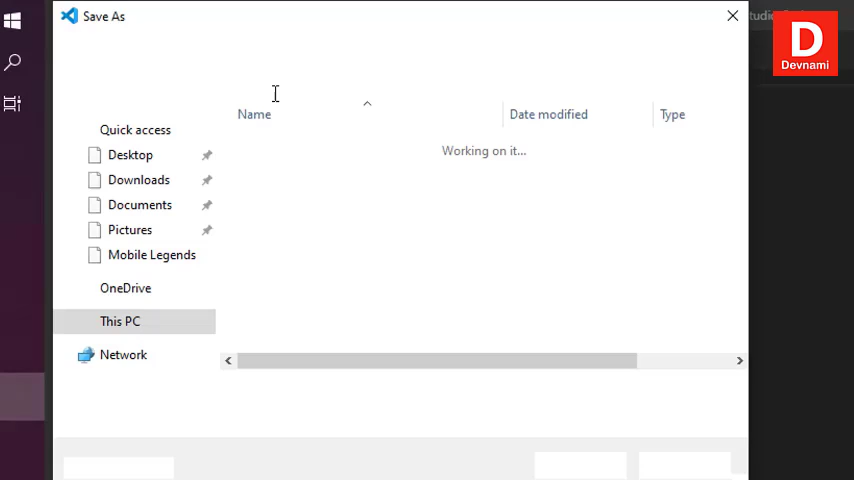 Save As
tudio
D
Devnami
Name
Date modified
Type
Working on it...
Quick access
Desktop
Downloads
Documents
Pictures
Mobile Legends
OneDrive
This PC
Network